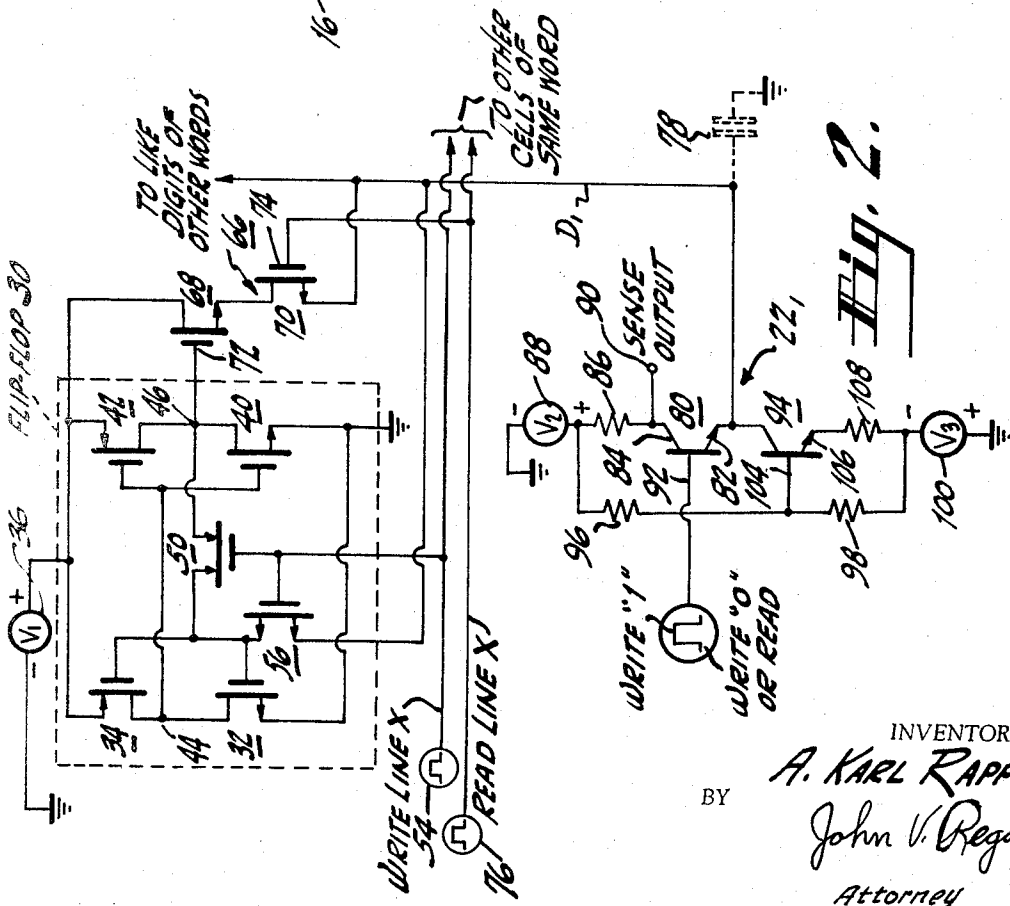 FLIP-FLOP 30
36
+
V1
-
16
34
42
44
46
32
40
50
56
68
72
66
70
74
TO LIKE
DIGITS OF
OTHER WORDS
TO OTHER
CELLS OF
SAME WORD
WRITE LINE X
54
READ LINE X
76
D1
78
-
V2
+
88
86
90
SENSE
OUTPUT
96
84
80
92
82
22,
94
104
106
108
98
-
V3
+
100
WRITE "1"
WRITE "0"
OR READ
Fig. 2.
INVENTOR
A. KARL RAPP
BY
John V. Rega
Attorney